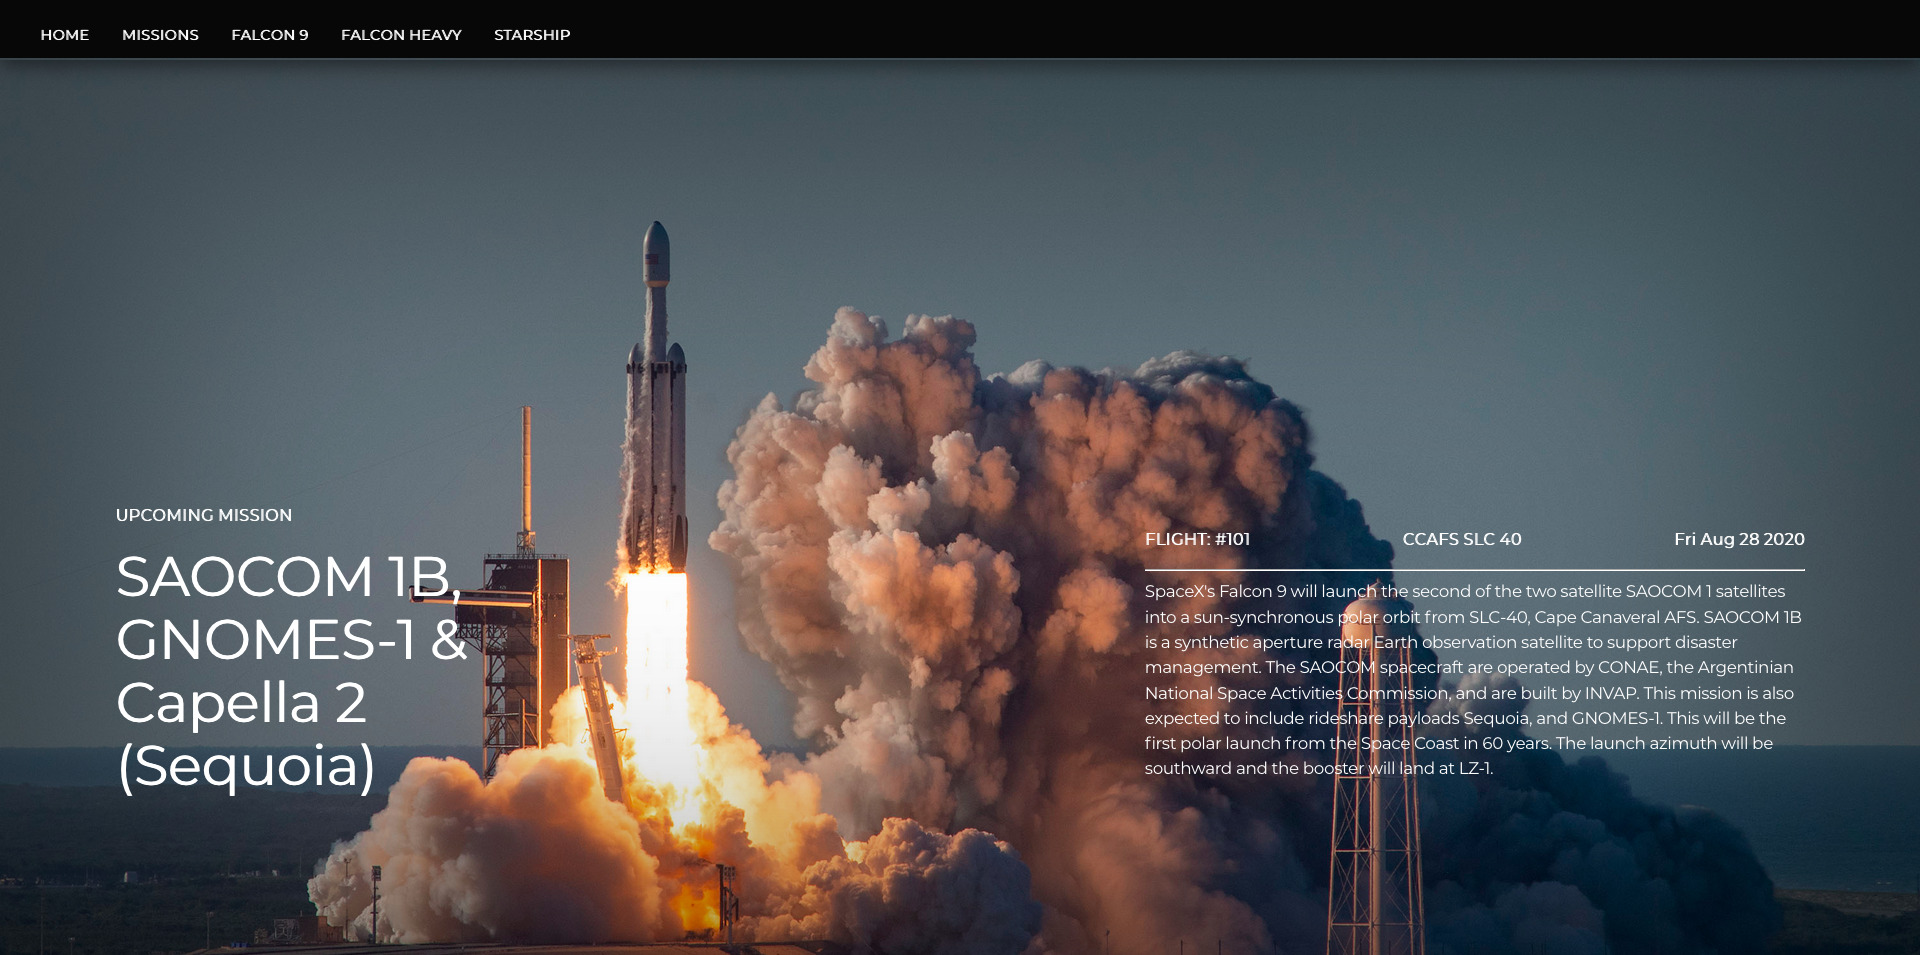 HOME MISSIONS FALCON 9 FALCON HEAVY STARSHIP
UPCOMING MISSION
SAOCOM 1B,
GNOMES-1 &
Capella 2
(Sequoia)
FLIGHT: #101 CCAFS SLC 40 Fri Aug 28 2020
SpaceX's Falcon 9 will launch the second of the two satellite SAOCOM 1 satellites
into a sun-synchronous polar orbit from SLC-40, Cape Canaveral AFS. SAOCOM 1B
is a synthetic aperture radar Earth observation satellite to support disaster
management. The SAOCOM spacecraft are operated by CONAE, the Argentinian
National Space Activities Commission, and are built by INVAP. This mission is also
expected to include rideshare payloads Sequoia, and GNOMES-1. This will be the
first polar launch from the Space Coast in 60 years. The launch azimuth will be
southward and the booster will land at LZ-1.